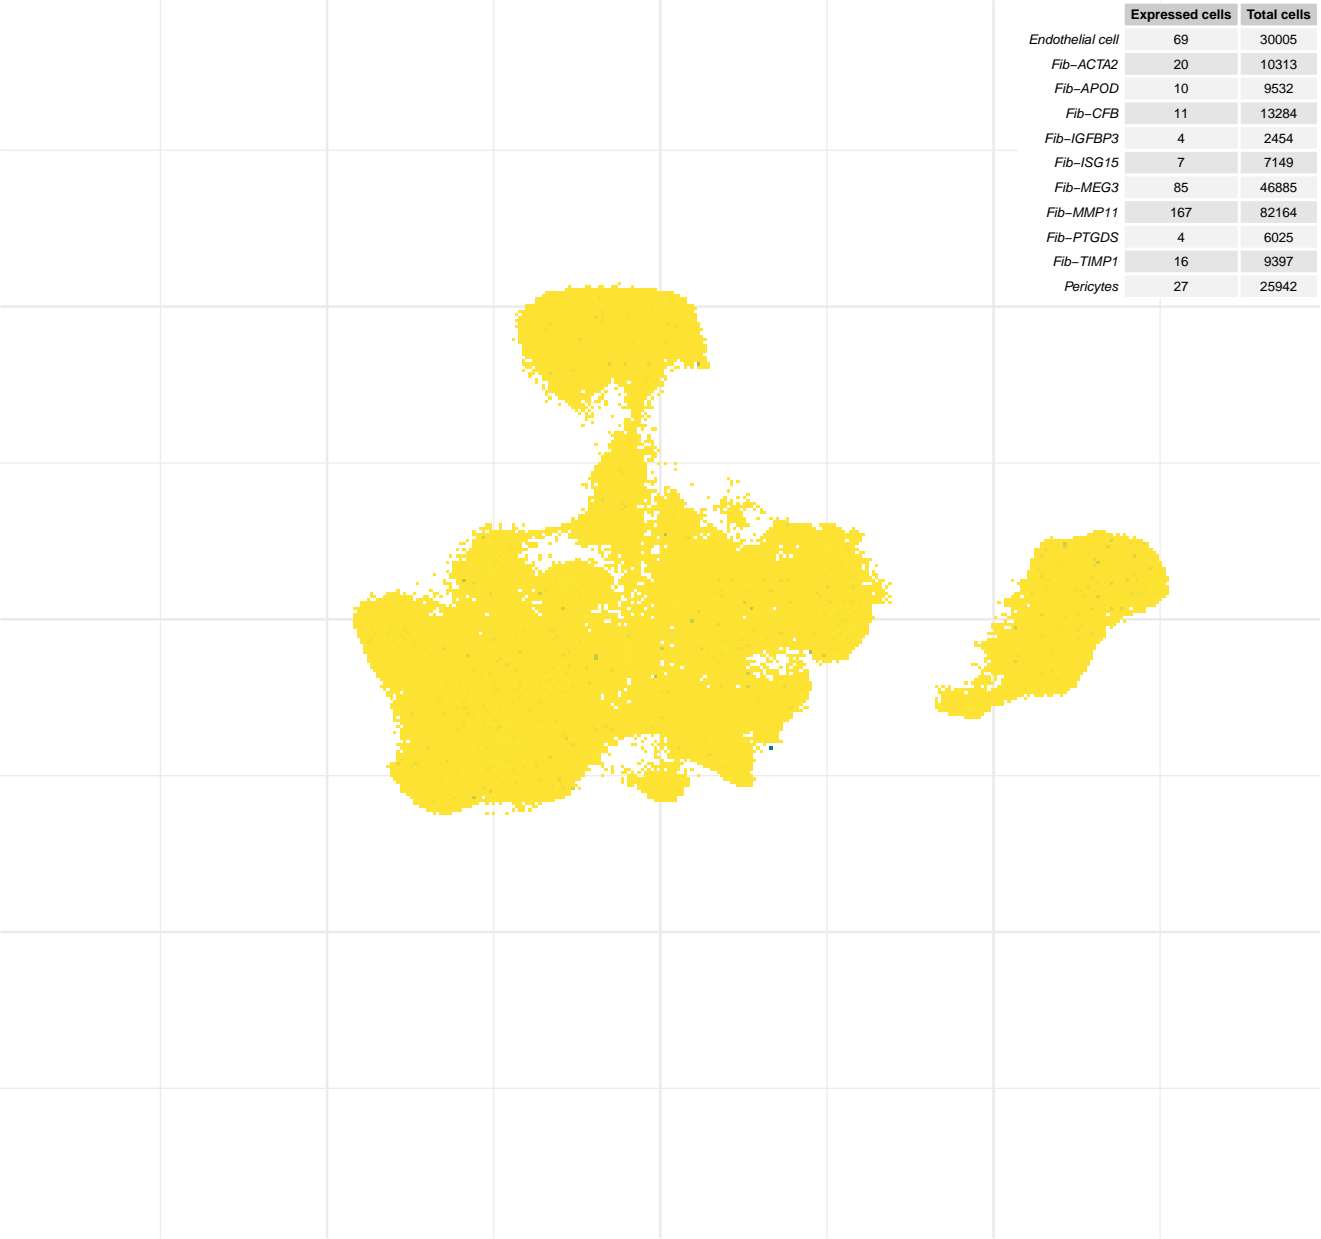 Expressed cells Total cells
Endothelial cell 69 30005
Fib−ACTA2 20 10313
Fib−APOD 10 9532
Fib−CFB 11 13284
Fib−IGFBP3 4 2454
Fib−ISG15 7 7149
Fib−MEG3 85 46885
Fib−MMP11 167 82164
Fib−PTGDS 4 6025
Fib−TIMP1 16 9397
Pericytes 27 25942